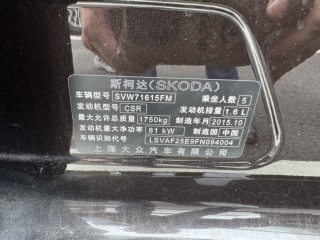 斯柯达(SKODA)
车辆型号 SVW71615FM 乘坐人数 5
发动机型号 CSR 发动机排量 1.6 L
最大允许总质量 1750kg 制造年月 2015.10
发动机最大净功率 81 kW 制造国 中国
车辆识别代号 LSVAF25E9FN094004
上海大众汽车有限公司